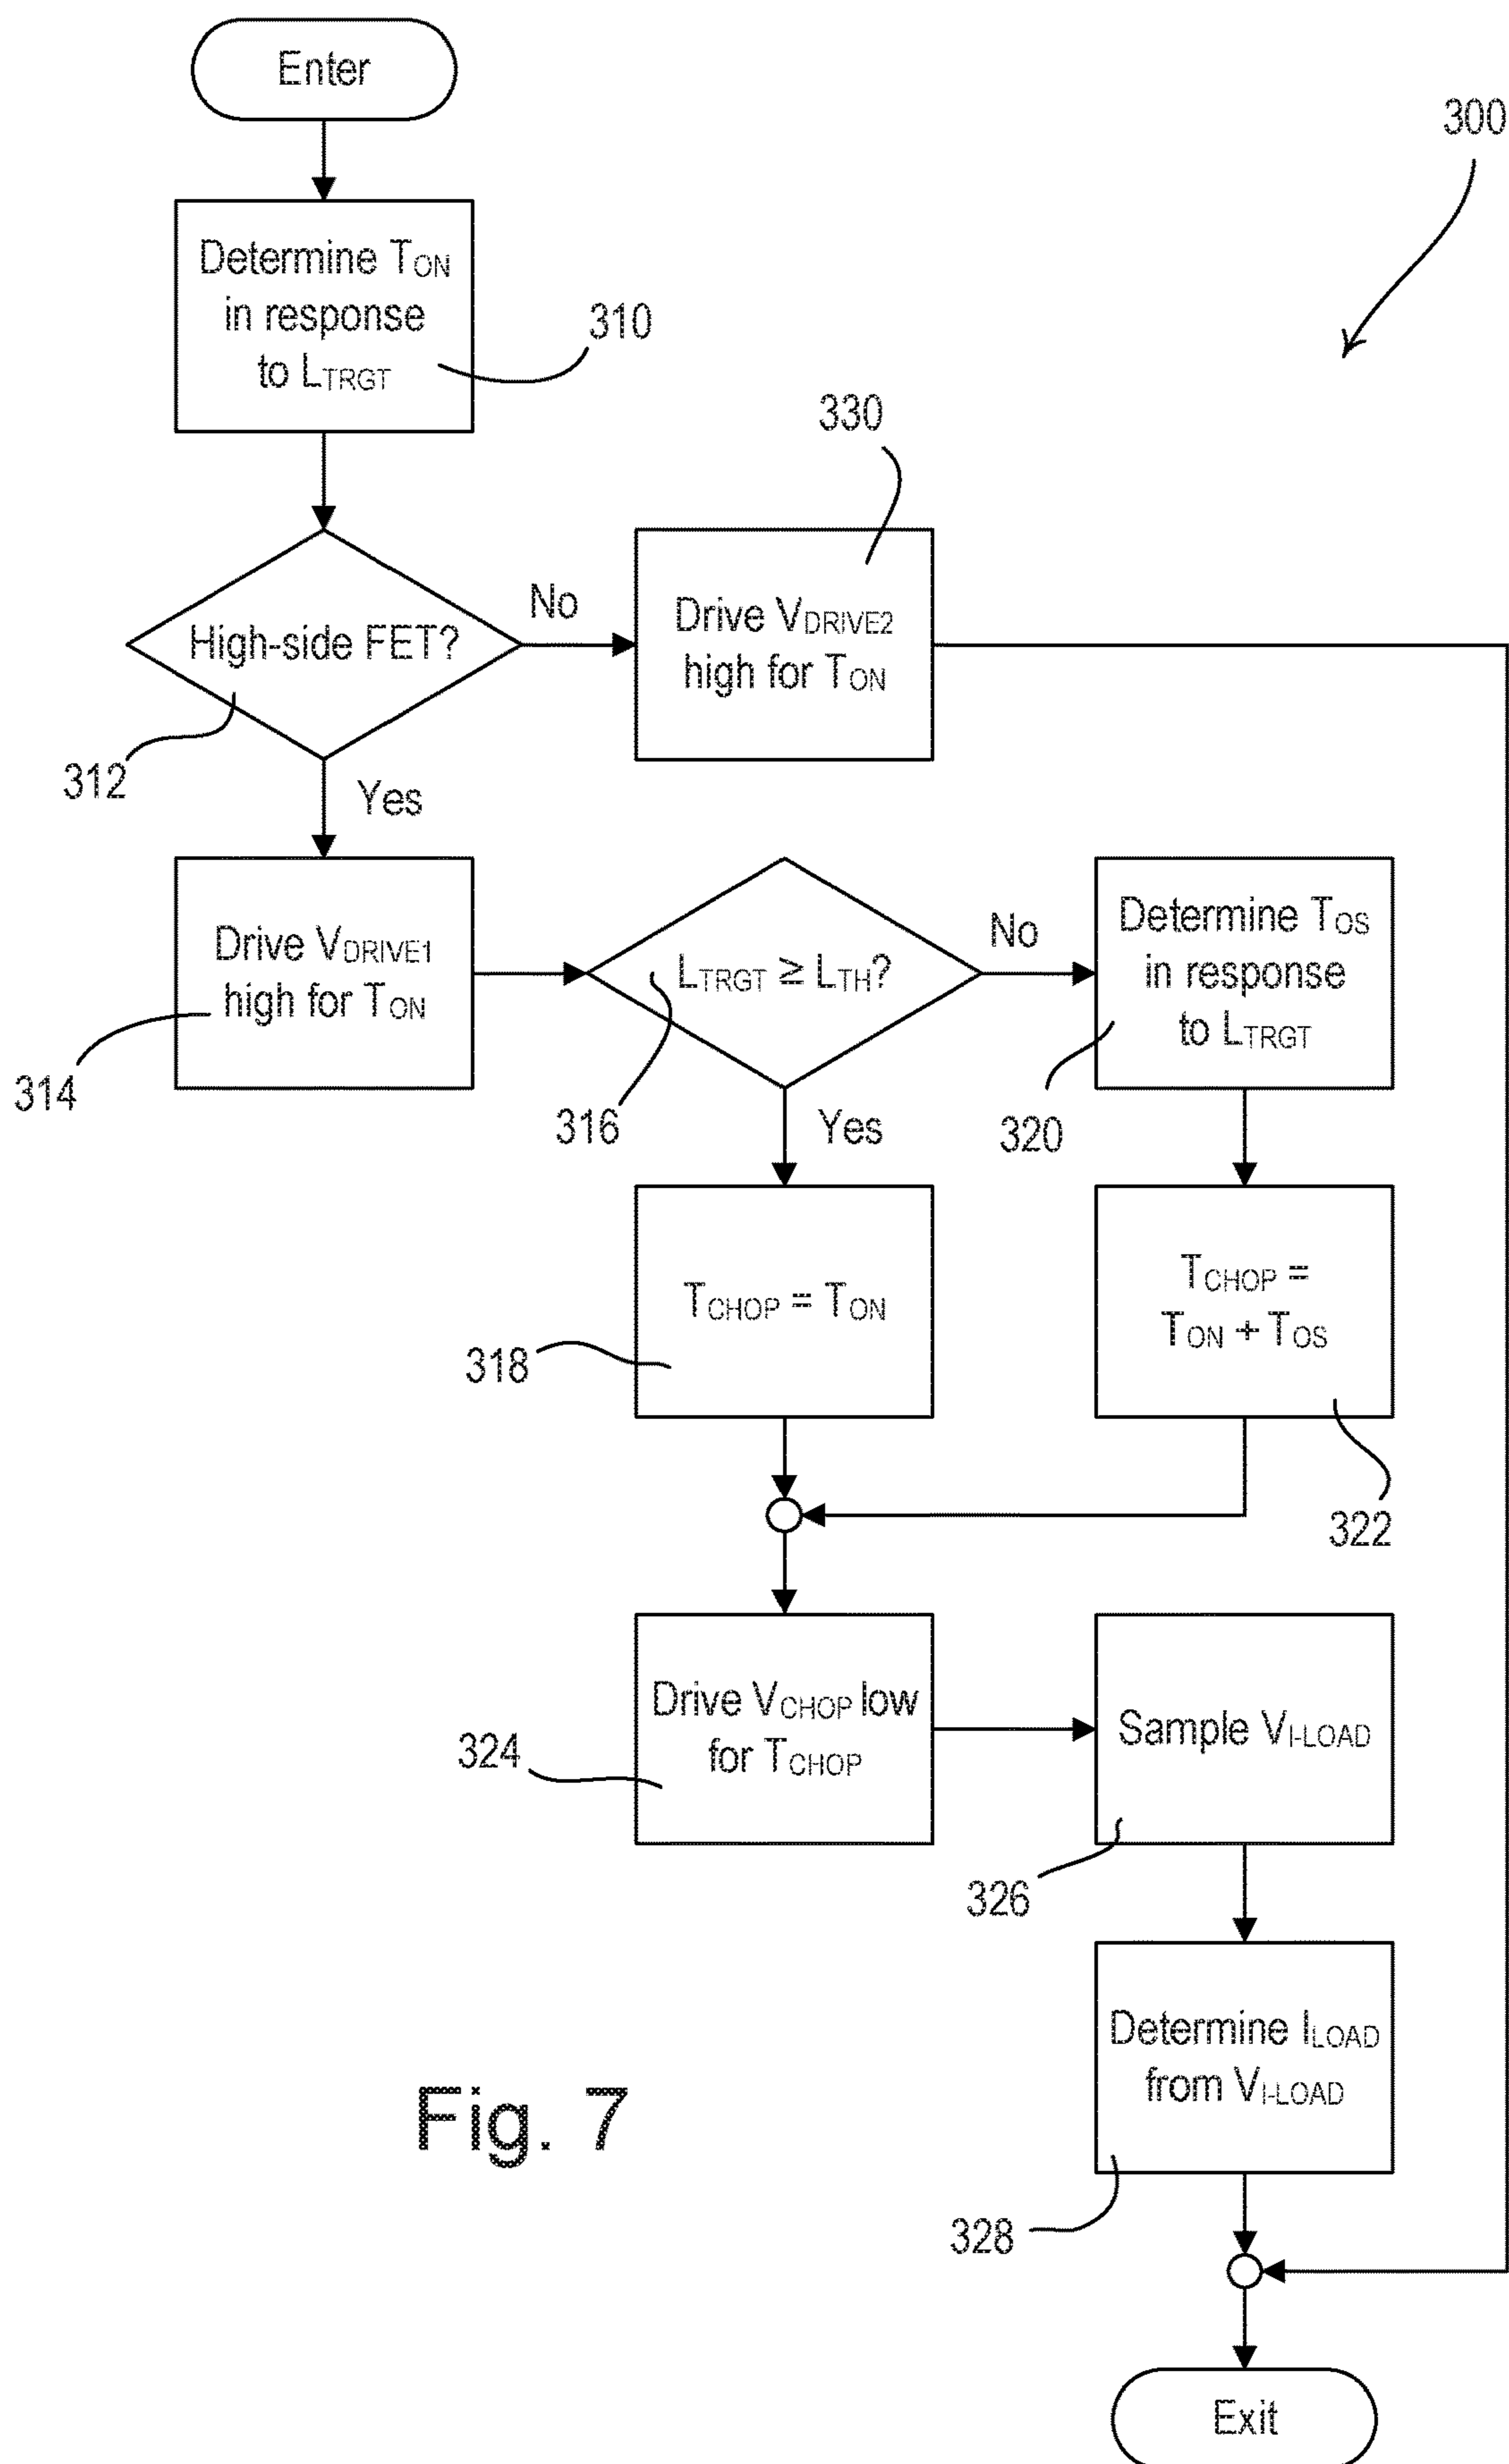 Enter
300
Determine TON
in response
to LTRGT
310
330
High-side FET?
No
Drive VDRIVE2
high for TON
312
Yes
Drive VDRIVE1
high for TON
314
LTRGT ≥ LTH?
316
No
Determine TOS
in response
to LTRGT
320
Yes
TCHOP = TON
318
TCHOP =
TON + TOS
322
Drive VCHOP low
for TCHOP
324
Sample VI-LOAD
326
Determine ILOAD
from VI-LOAD
328
Fig. 7
Exit